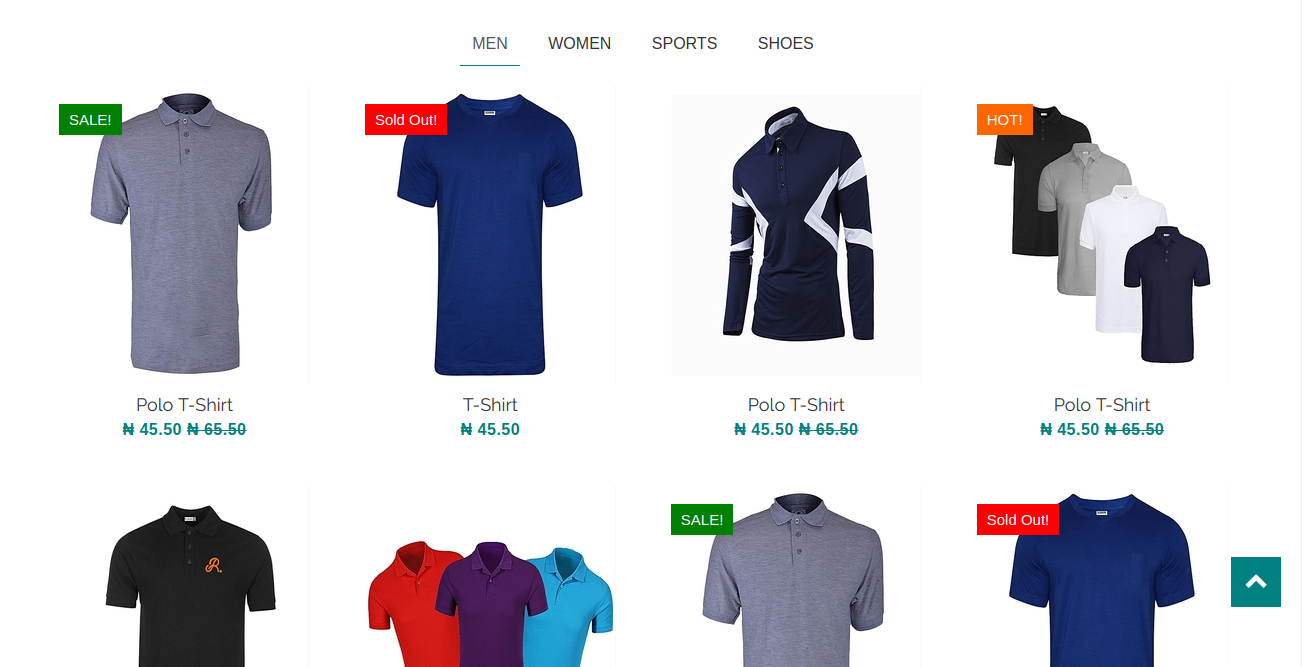 MEN WOMEN SPORTS SHOES
SALE!
Sold Out!
HOT!
Polo T-Shirt
₦ 45.50 ₦ 65.50
T-Shirt
₦ 45.50
Polo T-Shirt
₦ 45.50 ₦ 65.50
Polo T-Shirt
₦ 45.50 ₦ 65.50
R.
SALE!
Sold Out!